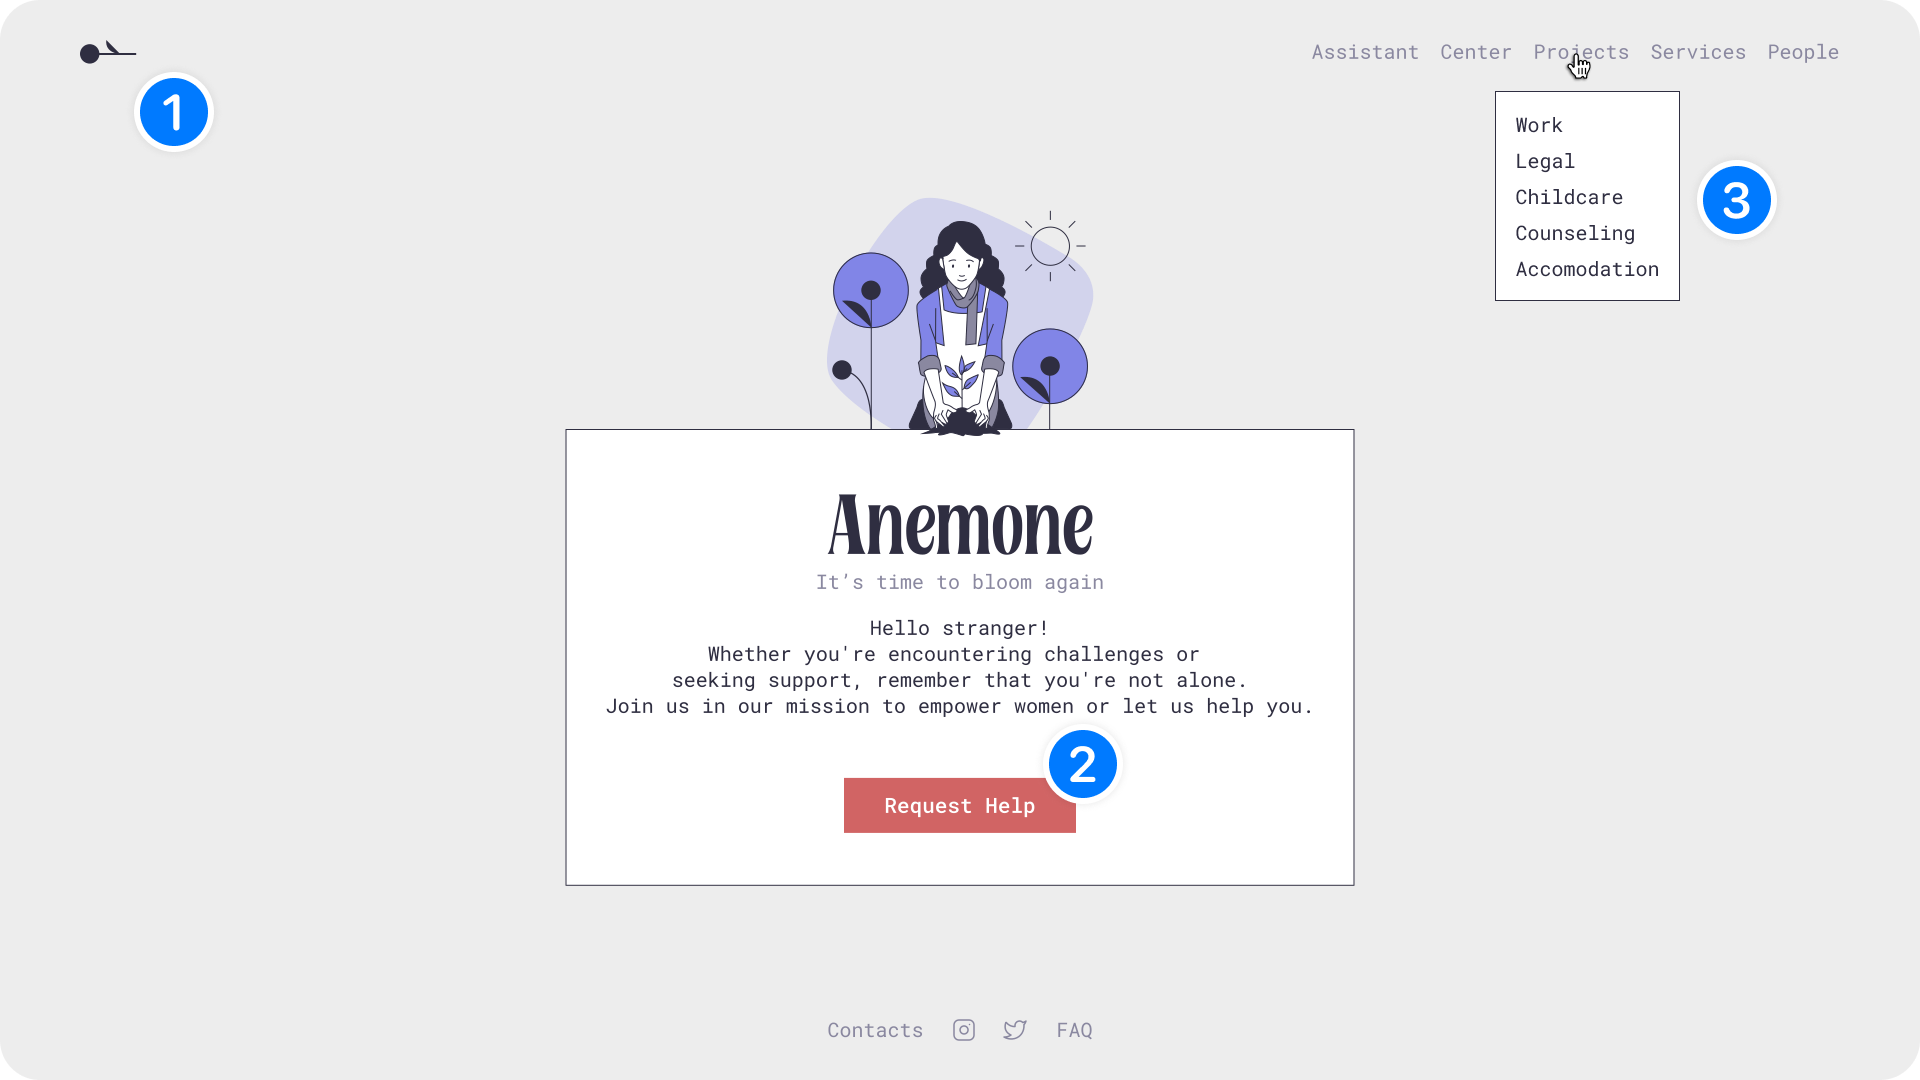 Assistant Center Projects Services People
1
Work
Legal
Childcare
Counseling
Accomodation
3
Anemone
It’s time to bloom again
Hello stranger!
Whether you're encountering challenges or
seeking support, remember that you're not alone.
Join us in our mission to empower women or let us help you.
2
Request Help
Contacts FAQ